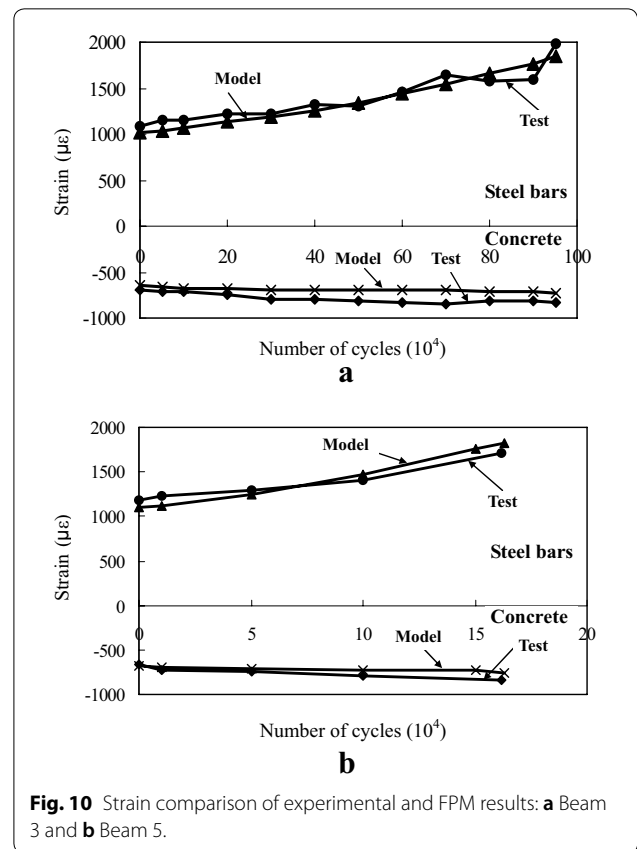 2000
1500
1000
500
0
-500
-1000
Strain (με)
Model
Test
Steel bars
0 20 40 60 80 100
Concrete
Model Test
Number of cycles (10⁴)
a
2000
1500
1000
500
0
-500
-1000
Strain (με)
Model
Test
Steel bars
Concrete
0 5 10 15 20
Model
Test
Number of cycles (10⁴)
b
Fig. 10 Strain comparison of experimental and FPM results: a Beam
3 and b Beam 5.